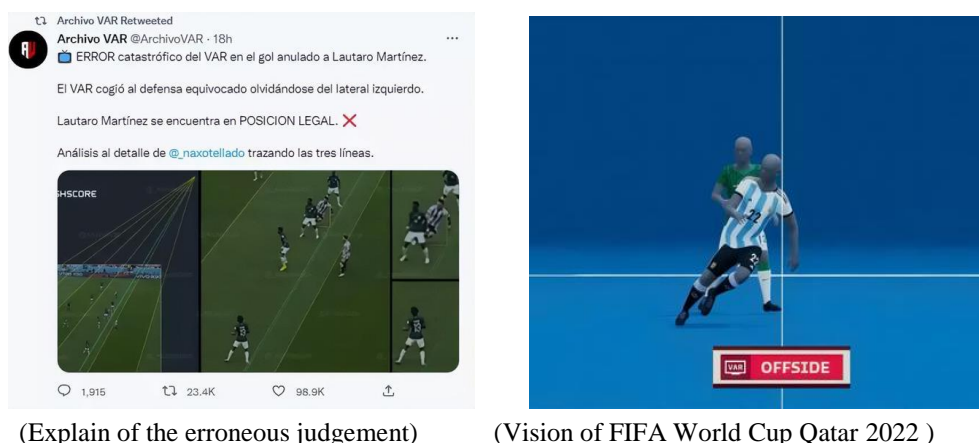 Archivo VAR Retweeted
Archivo VAR @ArchivoVAR · 18h
ERROR catastrófico del VAR en el gol anulado a Lautaro Martínez.
El VAR cogió al defensa equivocado olvidándose del lateral izquierdo.
Lautaro Martínez se encuentra en POSICION LEGAL. ❌
Análisis al detalle de @_naxotellado trazando las tres líneas.
HSCORE
1,915
23.4K
98.9K
22
VAR OFFSIDE
(Explain of the erroneous judgement)
(Vision of FIFA World Cup Qatar 2022 )